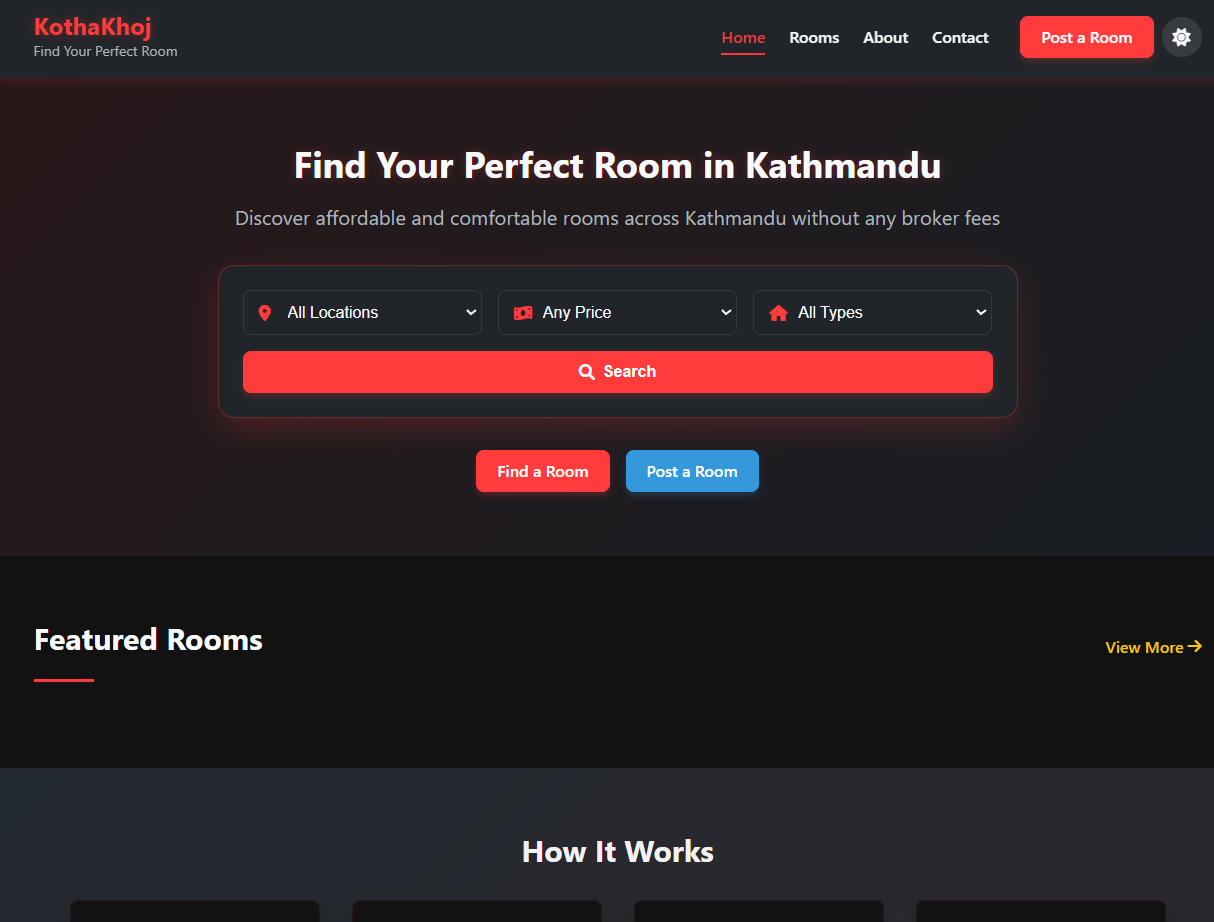 KothaKhoj
Find Your Perfect Room
Home Rooms About Contact Post a Room
Find Your Perfect Room in Kathmandu
Discover affordable and comfortable rooms across Kathmandu without any broker fees
All Locations Any Price All Types
Search
Find a Room Post a Room
Featured Rooms
View More
How It Works